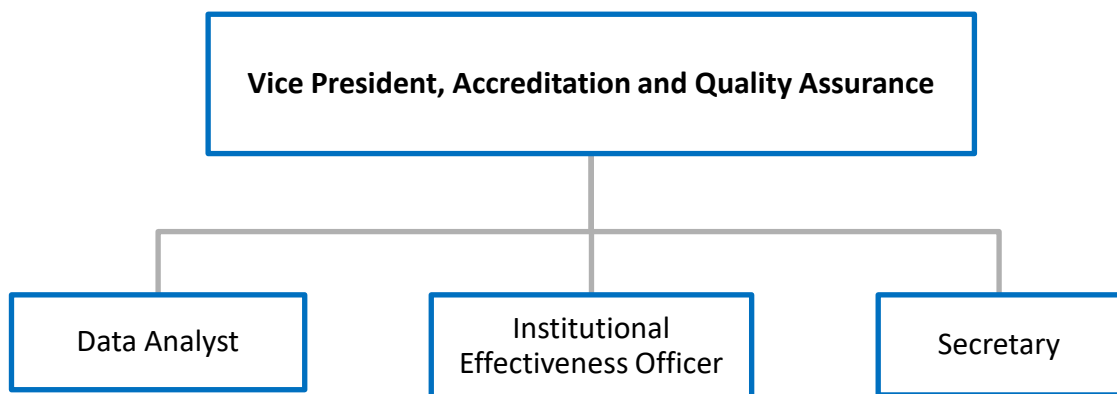 Vice President, Accreditation and Quality Assurance
Data Analyst
Institutional
Effectiveness Officer
Secretary